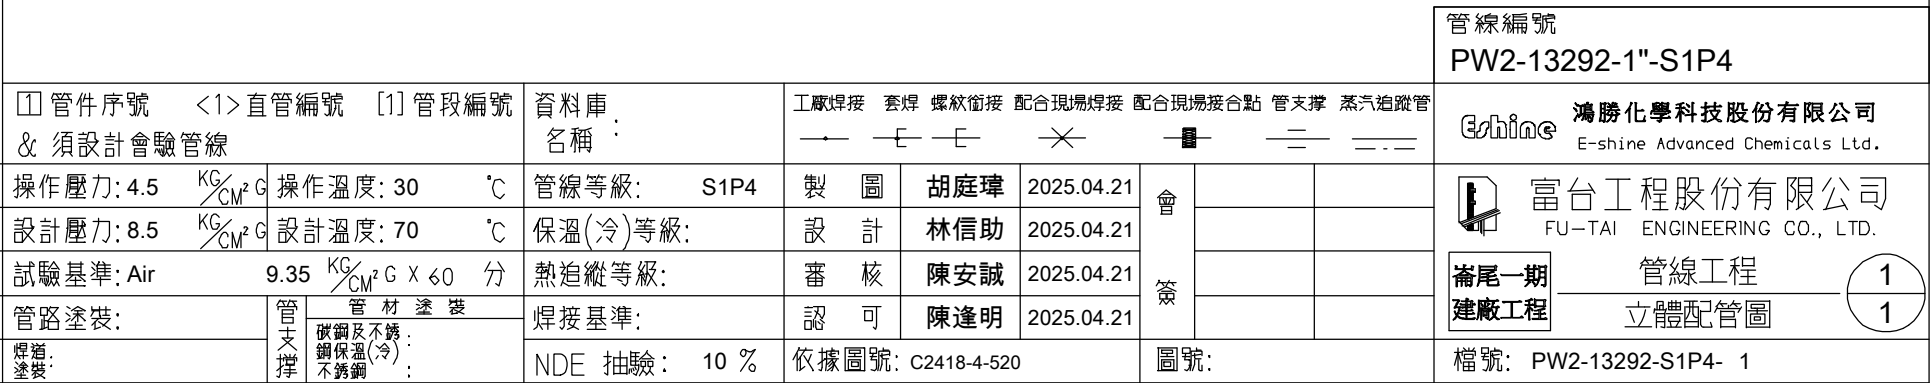 管線編號
PW2-13292-1"-S1P4
1 管件序號 <1>直管編號 [1] 管段編號
& 須設計會驗管線
資料庫
名稱 :
工廠焊接 套焊 螺紋銜接 配合現場焊接 配合現場接合點 管支撐 蒸汽追蹤管
Eshine 鴻勝化學科技股份有限公司
E-shine Advanced Chemicals Ltd.
操作壓力: 4.5 KG/CM² G 操作溫度: 30 °C 管線等級: S1P4 製 圖 胡庭瑋 2025.04.21
設計壓力: 8.5 KG/CM² G 設計溫度: 70 °C 保溫(冷)等級: 設 計 林信助 2025.04.21
試驗基準: Air 9.35 KG/CM² G X 60 分 熱追縱等級: 審 核 陳安誠 2025.04.21
管路塗裝: 管支撐 管 材 塗 裝 焊接基準: 認 可 陳逢明 2025.04.21
會
簽
富台工程股份有限公司
FU-TAI ENGINEERING CO., LTD.
崙尾一期
建廠工程
管線工程
立體配管圖
1
1
碳鋼及不銹 :
鋼保溫(冷)
不銹鋼 :
焊道:
塗裝
NDE 抽驗: 10 % 依據圖號: C2418-4-520 圖號: 檔號: PW2-13292-S1P4- 1